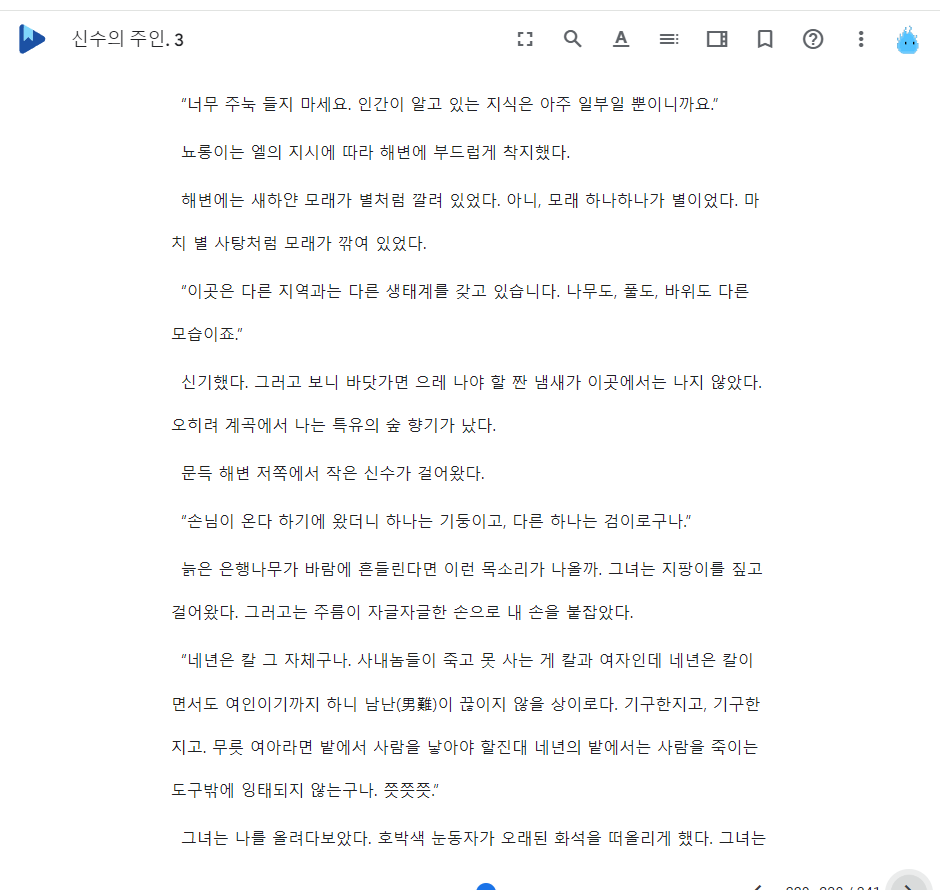 신수의 주인. 3
"너무 주눅 들지 마세요. 인간이 알고 있는 지식은 아주 일부일 뿐이니까요."
뇨롱이는 엘의 지시에 따라 해변에 부드럽게 착지했다.
해변에는 새하얀 모래가 별처럼 깔려 있었다. 아니, 모래 하나하나가 별이었다. 마
치 별 사탕처럼 모래가 깎여 있었다.
"이곳은 다른 지역과는 다른 생태계를 갖고 있습니다. 나무도, 풀도, 바위도 다른
모습이죠."
신기했다. 그러고 보니 바닷가면 으레 나야 할 짠 냄새가 이곳에서는 나지 않았다.
오히려 계곡에서 나는 특유의 숲 향기가 났다.
문득 해변 저쪽에서 작은 신수가 걸어왔다.
"손님이 온다 하기에 왔더니 하나는 기둥이고, 다른 하나는 검이로구나."
늙은 은행나무가 바람에 흔들린다면 이런 목소리가 나올까. 그녀는 지팡이를 짚고
걸어왔다. 그러고는 주름이 자글자글한 손으로 내 손을 붙잡았다.
"네년은 칼 그 자체구나. 사내놈들이 죽고 못 사는 게 칼과 여자인데 네년은 칼이
면서도 여인이기까지 하니 남난(男難)이 끊이지 않을 상이로다. 기구한지고, 기구한
지고. 무릇 여아라면 밭에서 사람을 낳아야 할진대 네년의 밭에서는 사람을 죽이는
도구밖에 잉태되지 않는구나. 쯧쯧쯧."
그녀는 나를 올려다보았다. 호박색 눈동자가 오래된 화석을 떠올리게 했다. 그녀는